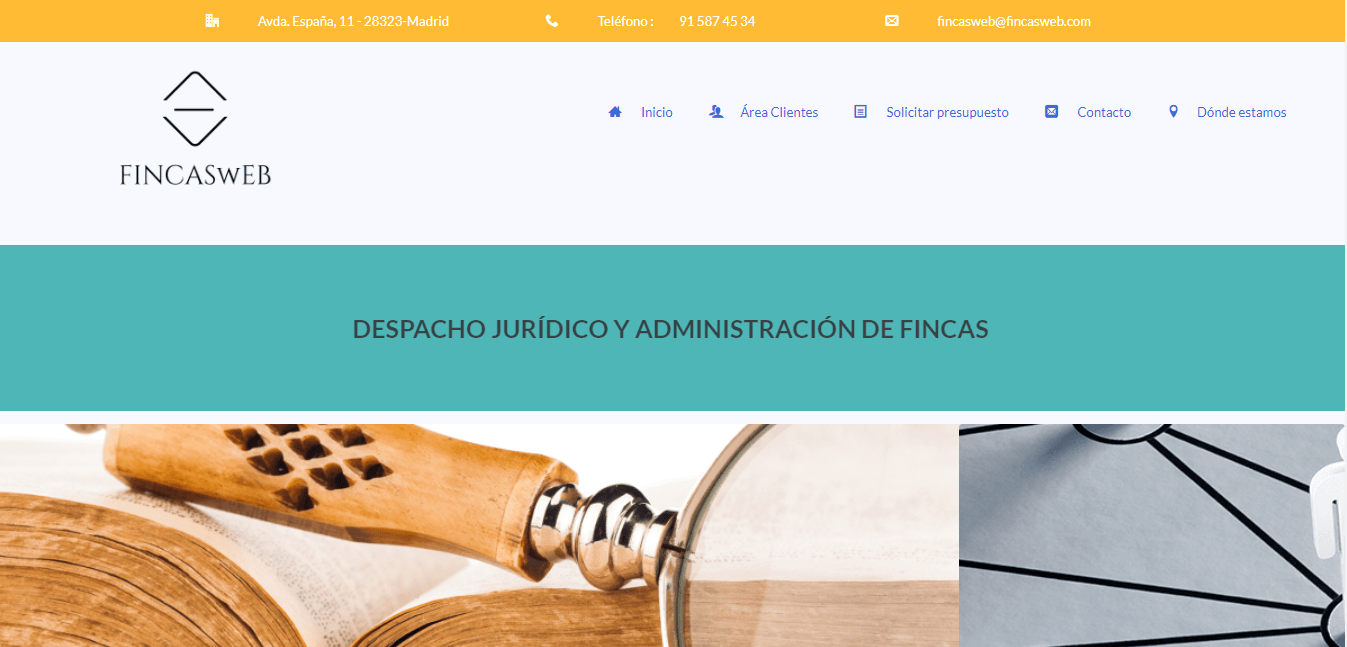 Avda. España, 11 - 28323-Madrid
Teléfono : 91 587 45 34
fincasweb@fincasweb.com
Inicio
Área Clientes
Solicitar presupuesto
Contacto
Dónde estamos
FINCASwEB
DESPACHO JURÍDICO Y ADMINISTRACIÓN DE FINCAS